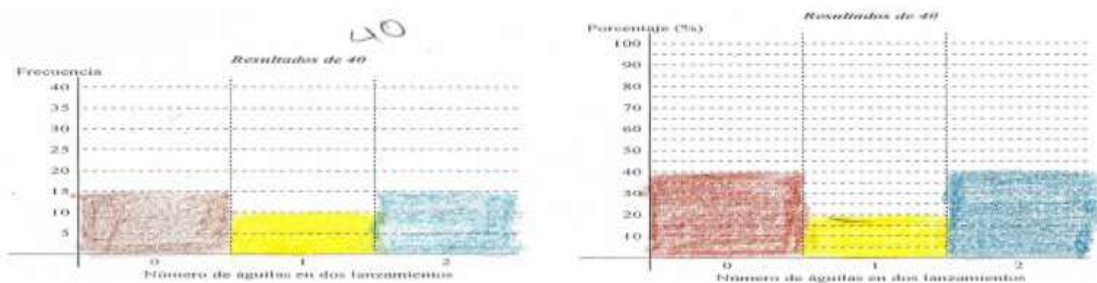 40
Resultados de 40
Frecuencia
40
35
30
25
20
15
10
5
0 1 2
Número de águitas en dos lanzamientos
Resultados de 40
Porcentaje (%)
100
90
80
70
60
50
40
30
20
10
0 1 2
Número de águitas en dos lanzamientos